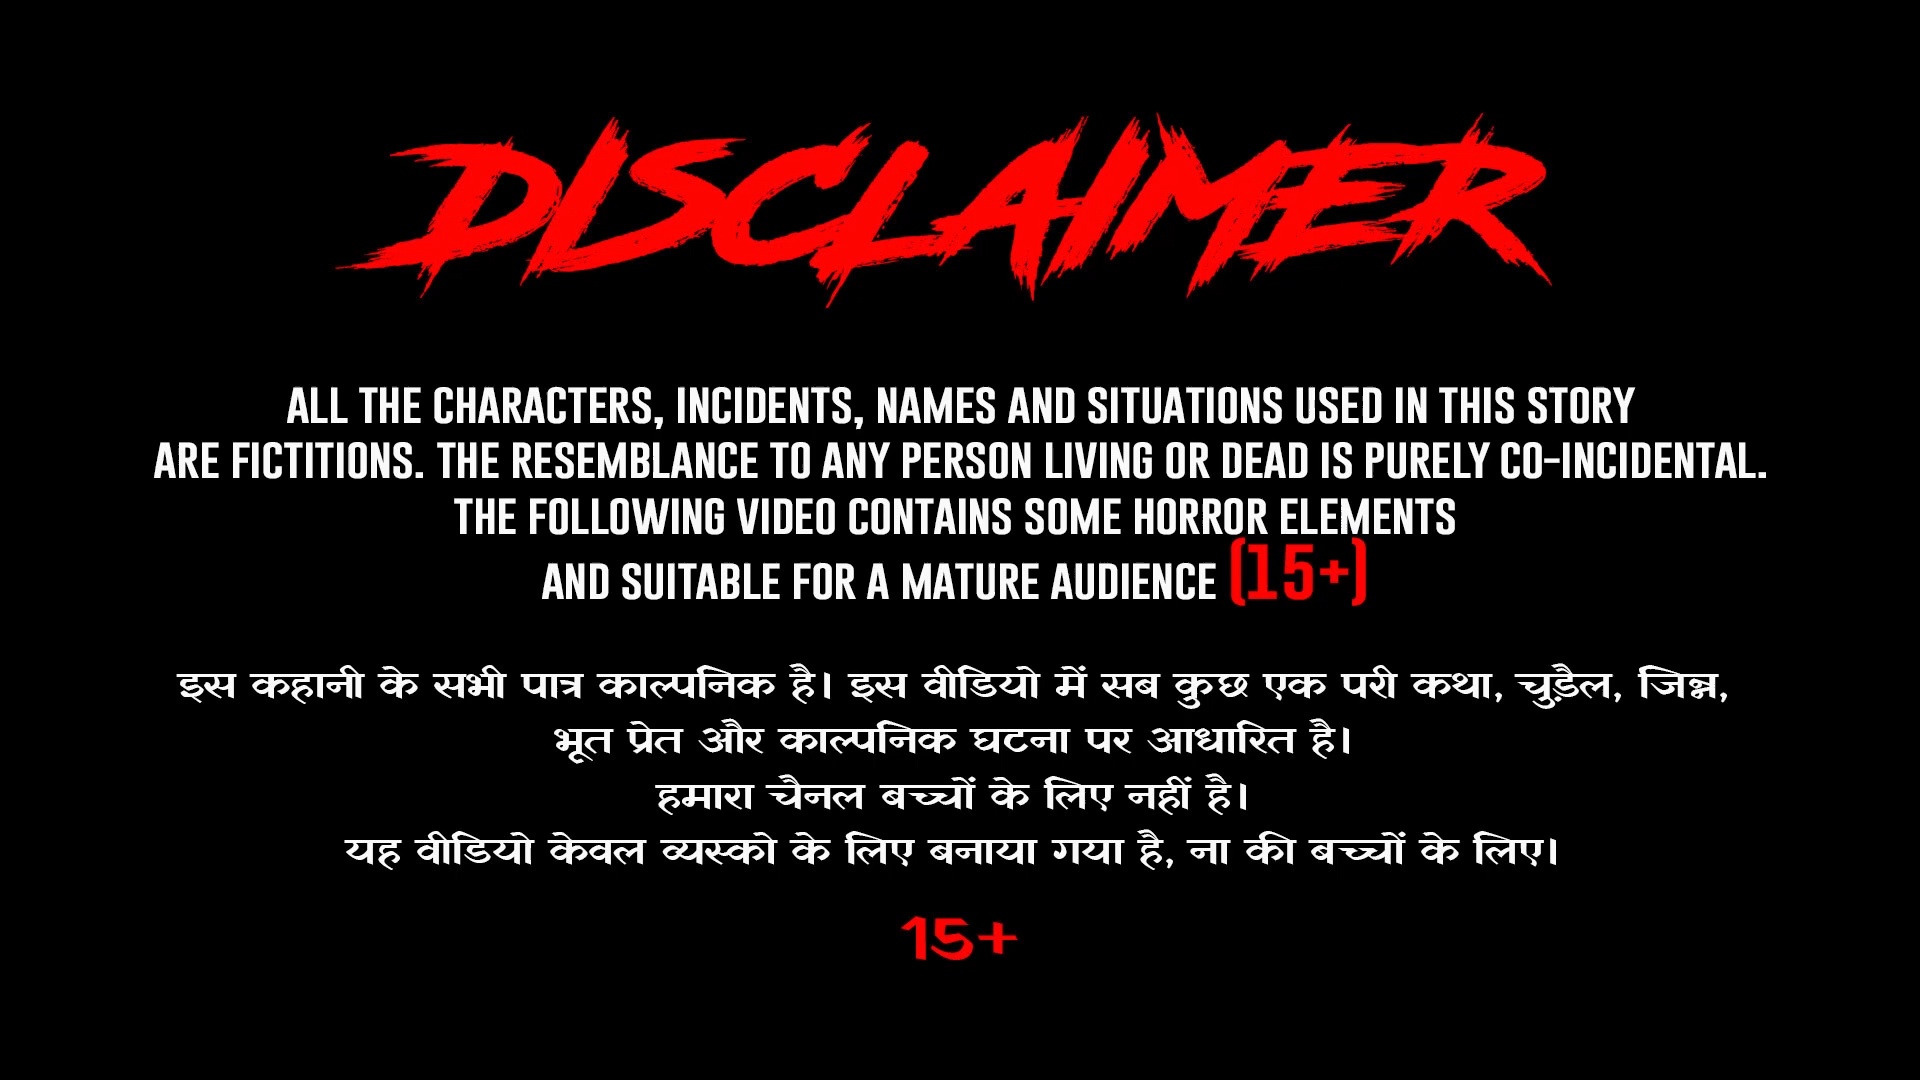 DISCLAIMER
ALL THE CHARACTERS, INCIDENTS, NAMES AND SITUATIONS USED IN THIS STORY
ARE FICTITIONS. THE RESEMBLANCE TO ANY PERSON LIVING OR DEAD IS PURELY CO-INCIDENTAL.
THE FOLLOWING VIDEO CONTAINS SOME HORROR ELEMENTS
AND SUITABLE FOR A MATURE AUDIENCE (15+)
इस कहानी के सभी पात्र काल्पनिक है। इस वीडियो में सब कुछ एक परी कथा, चुड़ैल, जिन्न,
भूत प्रेत और काल्पनिक घटना पर आधारित है।
हमारा चैनल बच्चों के लिए नहीं है।
यह वीडियो केवल व्यस्को के लिए बनाया गया है, ना की बच्चों के लिए।
15+